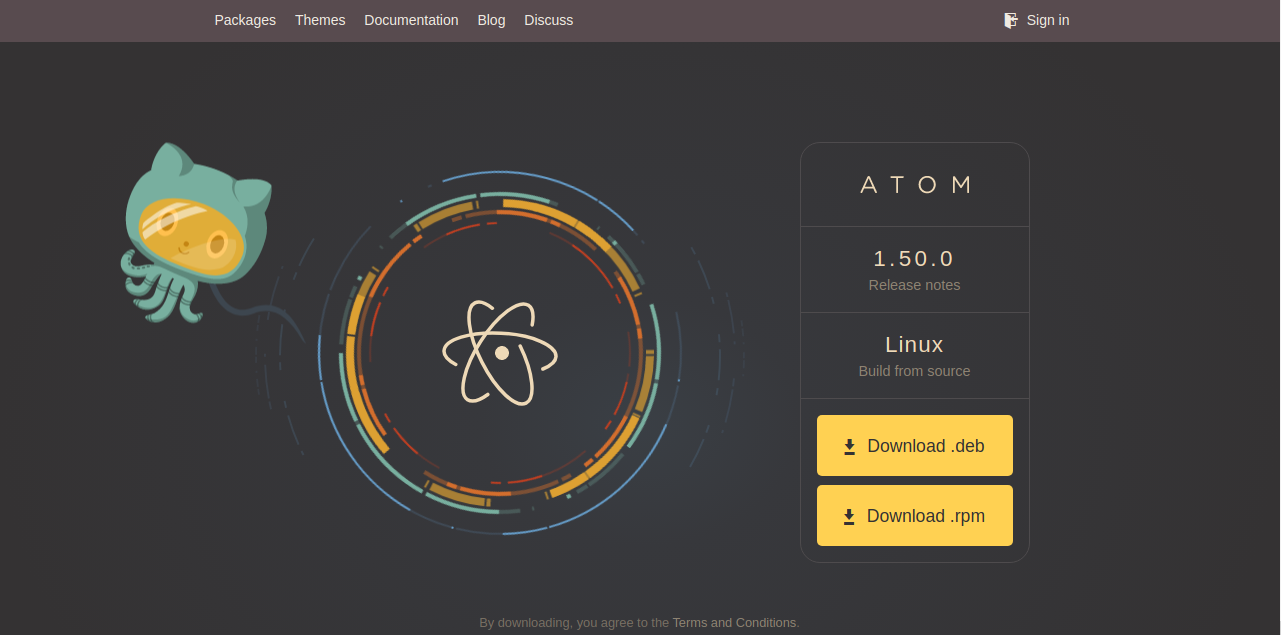 Packages Themes Documentation Blog Discuss Sign in
ATOM
1.50.0
Release notes
Linux
Build from source
Download .deb
Download .rpm
By downloading, you agree to the Terms and Conditions.